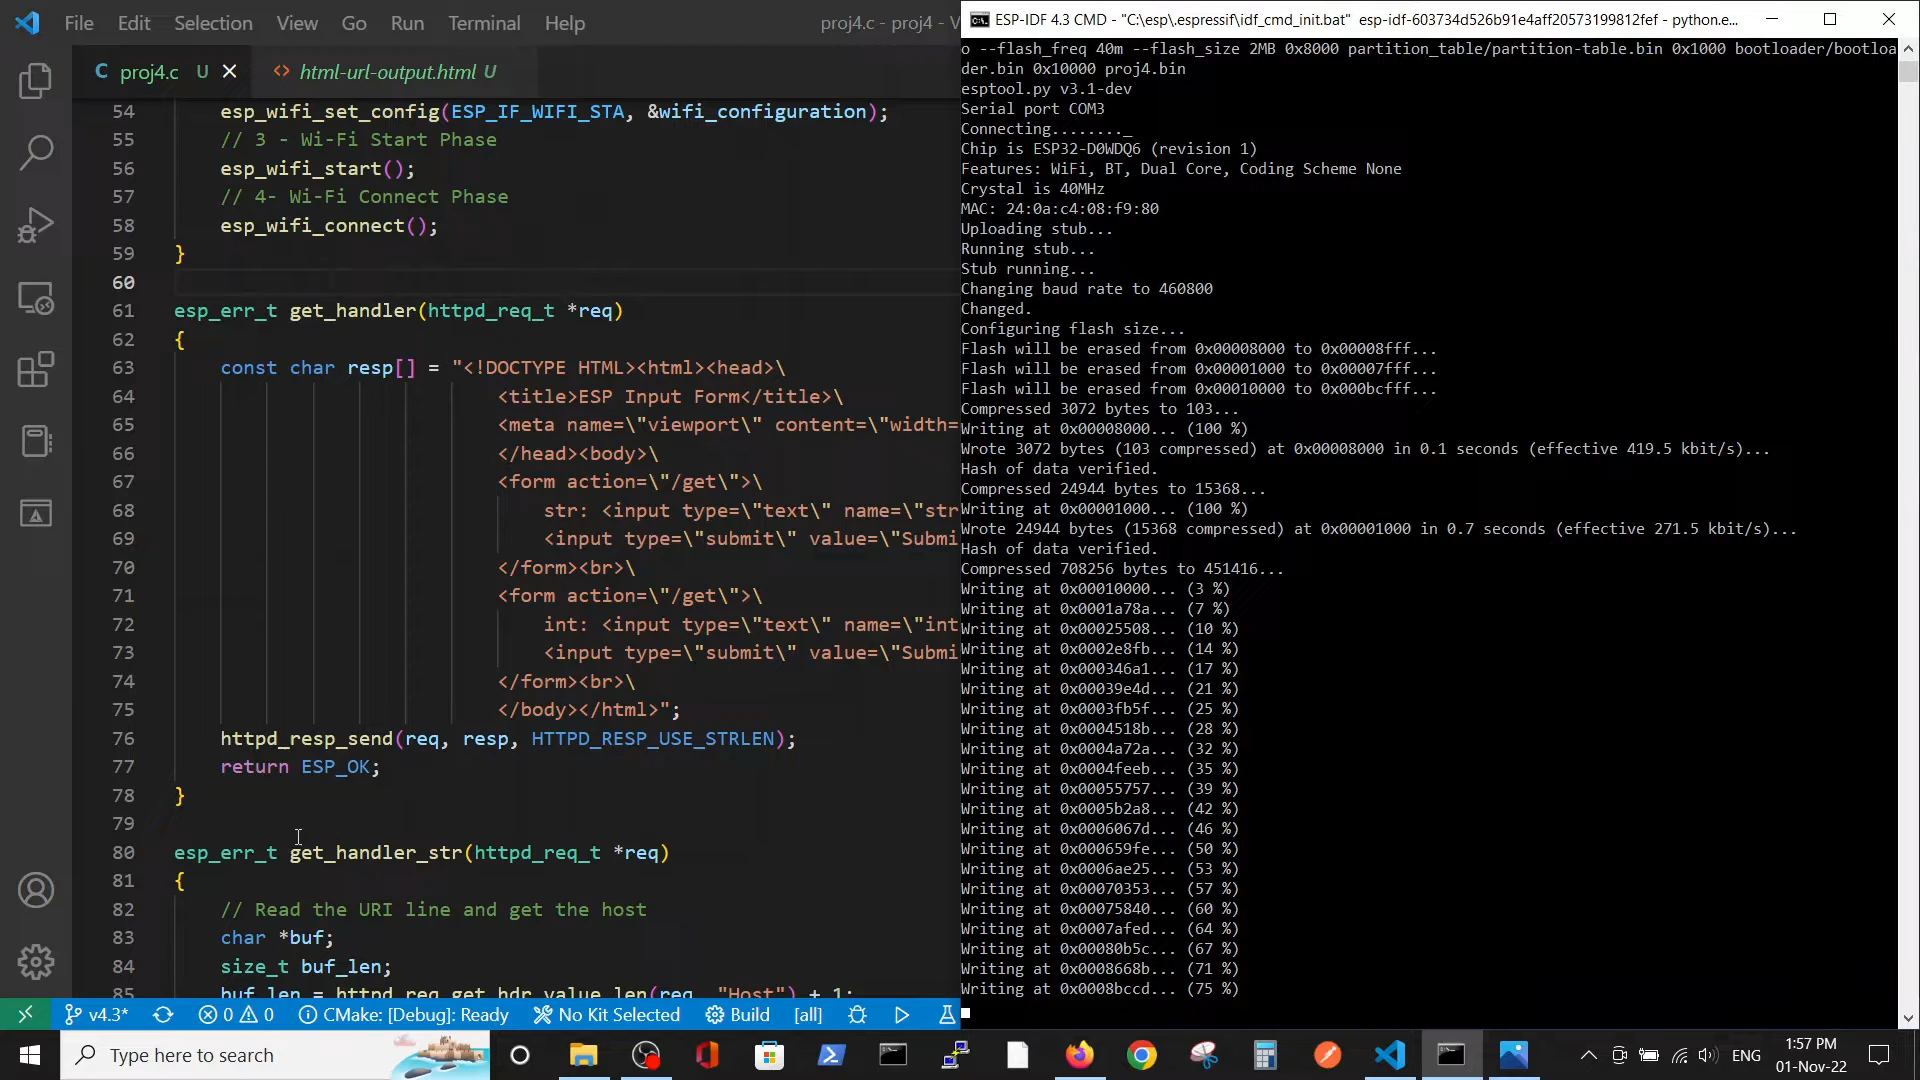 File Edit Selection View Go Run Terminal Help proj4.c - proj4 - V
C proj4.c U
<> html-url-output.html U
54 esp_wifi_set_config(ESP_IF_WIFI_STA, &wifi_configuration);
55 // 3 - Wi-Fi Start Phase
56 esp_wifi_start();
57 // 4- Wi-Fi Connect Phase
58 esp_wifi_connect();
59 }
60
61 esp_err_t get_handler(httpd_req_t *req)
62 {
63 const char resp[] = "<!DOCTYPE HTML><html><head>\
64 <title>ESP Input Form</title>\
65 <meta name=\"viewport\" content=\"width=
66 </head><body>\
67 <form action=\"/get\">\
68 str: <input type=\"text\" name=\"str
69 <input type=\"submit\" value=\"Submi
70 </form><br>\
71 <form action=\"/get\">\
72 int: <input type=\"text\" name=\"int
73 <input type=\"submit\" value=\"Submi
74 </form><br>\
75 </body></html>";
76 httpd_resp_send(req, resp, HTTPD_RESP_USE_STRLEN);
77 return ESP_OK;
78 }
79
80 esp_err_t get_handler_str(httpd_req_t *req)
81 {
82 // Read the URI line and get the host
83 char *buf;
84 size_t buf_len;
85 buf_len = httpd_req_get_hdr_value_len(req, "Host") + 1;
v4.3* 0 0 CMake: [Debug]: Ready No Kit Selected Build [all]
ESP-IDF 4.3 CMD - "C:\esp\.espressif\idf_cmd_init.bat" esp-idf-603734d526b91e4aff20573199812fef - python.e...
o --flash_freq 40m --flash_size 2MB 0x8000 partition_table/partition-table.bin 0x1000 bootloader/bootloa
der.bin 0x10000 proj4.bin
esptool.py v3.1-dev
Serial port COM3
Connecting........_
Chip is ESP32-D0WDQ6 (revision 1)
Features: WiFi, BT, Dual Core, Coding Scheme None
Crystal is 40MHz
MAC: 24:0a:c4:08:f9:80
Uploading stub...
Running stub...
Stub running...
Changing baud rate to 460800
Changed.
Configuring flash size...
Flash will be erased from 0x00008000 to 0x00008fff...
Flash will be erased from 0x00001000 to 0x00007fff...
Flash will be erased from 0x00010000 to 0x000bcfff...
Compressed 3072 bytes to 103...
Writing at 0x00008000... (100 %)
Wrote 3072 bytes (103 compressed) at 0x00008000 in 0.1 seconds (effective 419.5 kbit/s)...
Hash of data verified.
Compressed 24944 bytes to 15368...
Writing at 0x00001000... (100 %)
Wrote 24944 bytes (15368 compressed) at 0x00001000 in 0.7 seconds (effective 271.5 kbit/s)...
Hash of data verified.
Compressed 708256 bytes to 451416...
Writing at 0x00010000... (3 %)
Writing at 0x0001a78a... (7 %)
Writing at 0x00025508... (10 %)
Writing at 0x0002e8fb... (14 %)
Writing at 0x000346a1... (17 %)
Writing at 0x00039e4d... (21 %)
Writing at 0x0003fb5f... (25 %)
Writing at 0x0004518b... (28 %)
Writing at 0x0004a72a... (32 %)
Writing at 0x0004feeb... (35 %)
Writing at 0x00055757... (39 %)
Writing at 0x0005b2a8... (42 %)
Writing at 0x0006067d... (46 %)
Writing at 0x000659fe... (50 %)
Writing at 0x0006ae25... (53 %)
Writing at 0x00070353... (57 %)
Writing at 0x00075840... (60 %)
Writing at 0x0007afed... (64 %)
Writing at 0x00080b5c... (67 %)
Writing at 0x0008668b... (71 %)
Writing at 0x0008bccd... (75 %)
Type here to search
ENG
1:57 PM
01-Nov-22